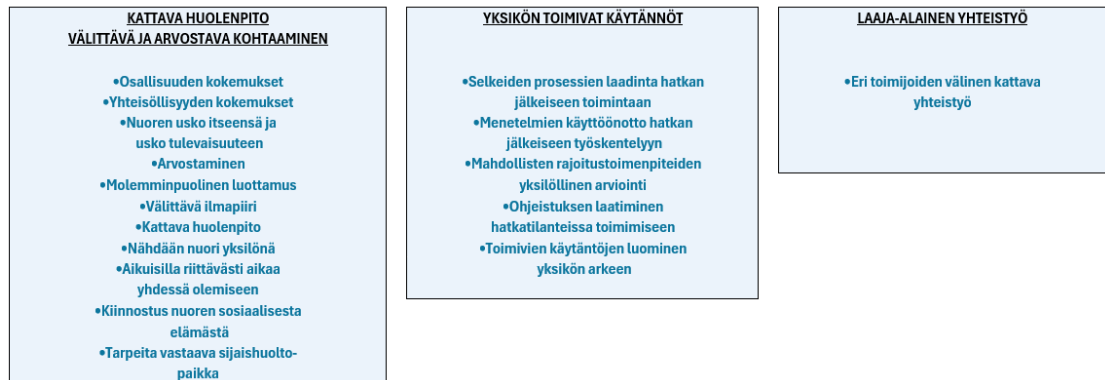 KATTAVA HUOLENPITO
VÄLITTÄVÄ JA ARVOSTAVA KOHTAAMINEN
•Osallisuuden kokemukset
•Yhteisöllisyyden kokemukset
•Nuoren usko itseensä ja
usko tulevaisuuteen
•Arvostaminen
•Molemminpuolinen luottamus
•Välittävä ilmapiiri
•Kattava huolenpito
•Nähdään nuori yksilönä
•Aikuisilla riittävästi aikaa
yhdessä olemiseen
•Kiinnostus nuoren sosiaalisesta
elämästä
•Tarpeita vastaava sijaishuolto-
paikka
YKSIKÖN TOIMIVAT KÄYTÄNNÖT
•Selkeiden prosessien laadinta hatkan
jälkeiseen toimintaan
•Menetelmien käyttöönotto hatkan
jälkeiseen työskentelyyn
•Mahdollisten rajoitustoimenpiteiden
yksilöllinen arviointi
•Ohjeistuksen laatiminen
hatkatilanteissa toimimiseen
•Toimivien käytäntöjen luominen
yksikön arkeen
LAAJA-ALAINEN YHTEISTYÖ
•Eri toimijoiden välinen kattava
yhteistyö